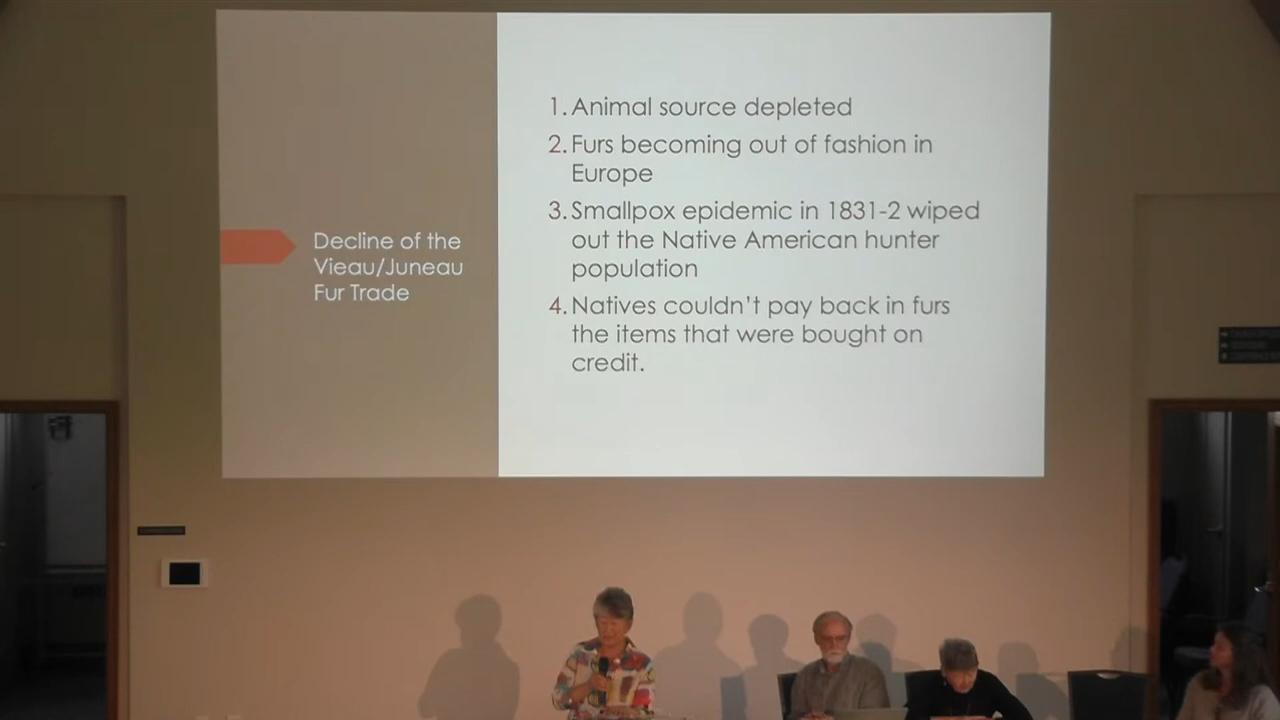 Decline of the
Vieau/Juneau
Fur Trade
1. Animal source depleted
2. Furs becoming out of fashion in
Europe
3. Smallpox epidemic in 1831-2 wiped
out the Native American hunter
population
4. Natives couldn't pay back in furs
the items that were bought on
credit.